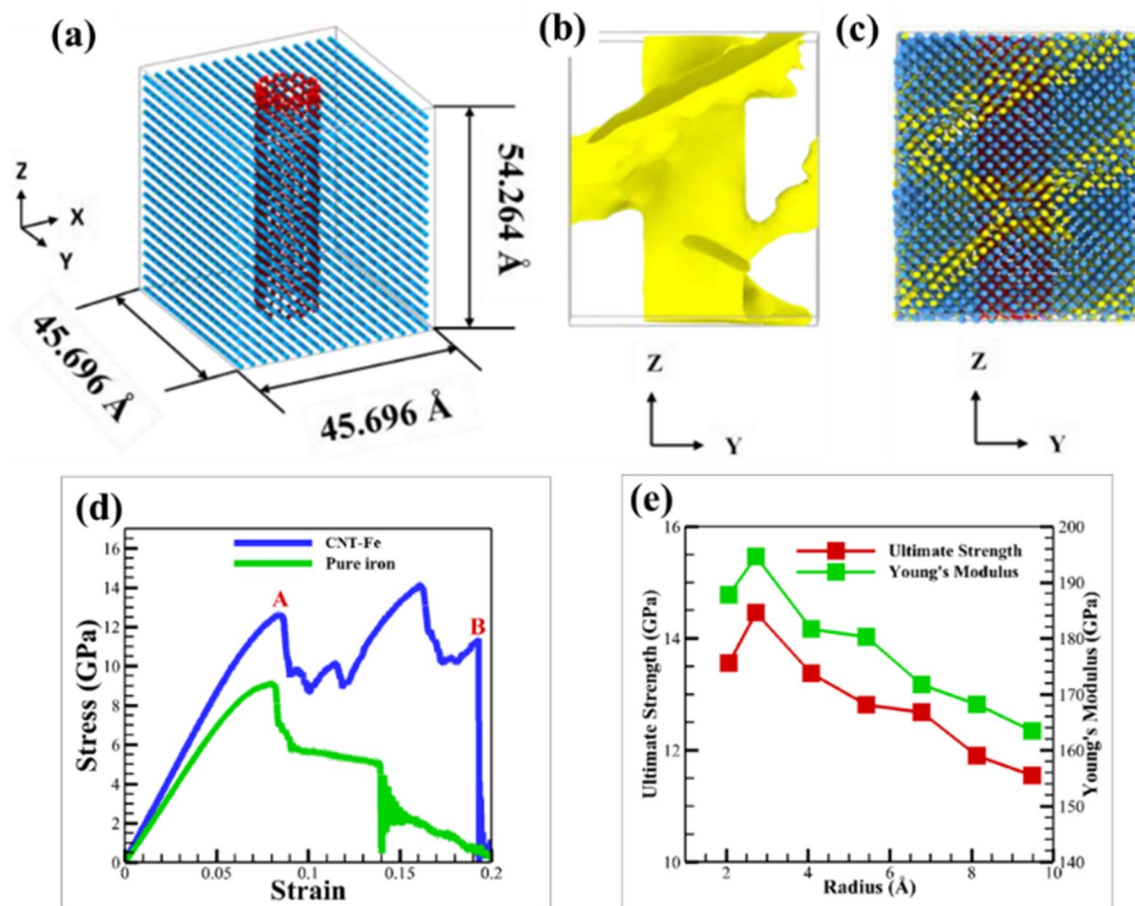 (a)
Z
X
Y
54.264 Å
45.696 Å
45.696 Å
(b)
Z
Y
(c)
Z
Y
(d)
CNT-Fe
Pure iron
A
B
16
14
12
10
8
6
4
2
0
Stress (GPa)
0
0.05
0.1
0.15
0.2
Strain
(e)
Ultimate Strength
Young's Modulus
16
14
12
10
Ultimate Strength (GPa)
200
190
180
170
160
150
140
Young's Modulus (GPa)
2
4
6
8
10
Radius (Å)